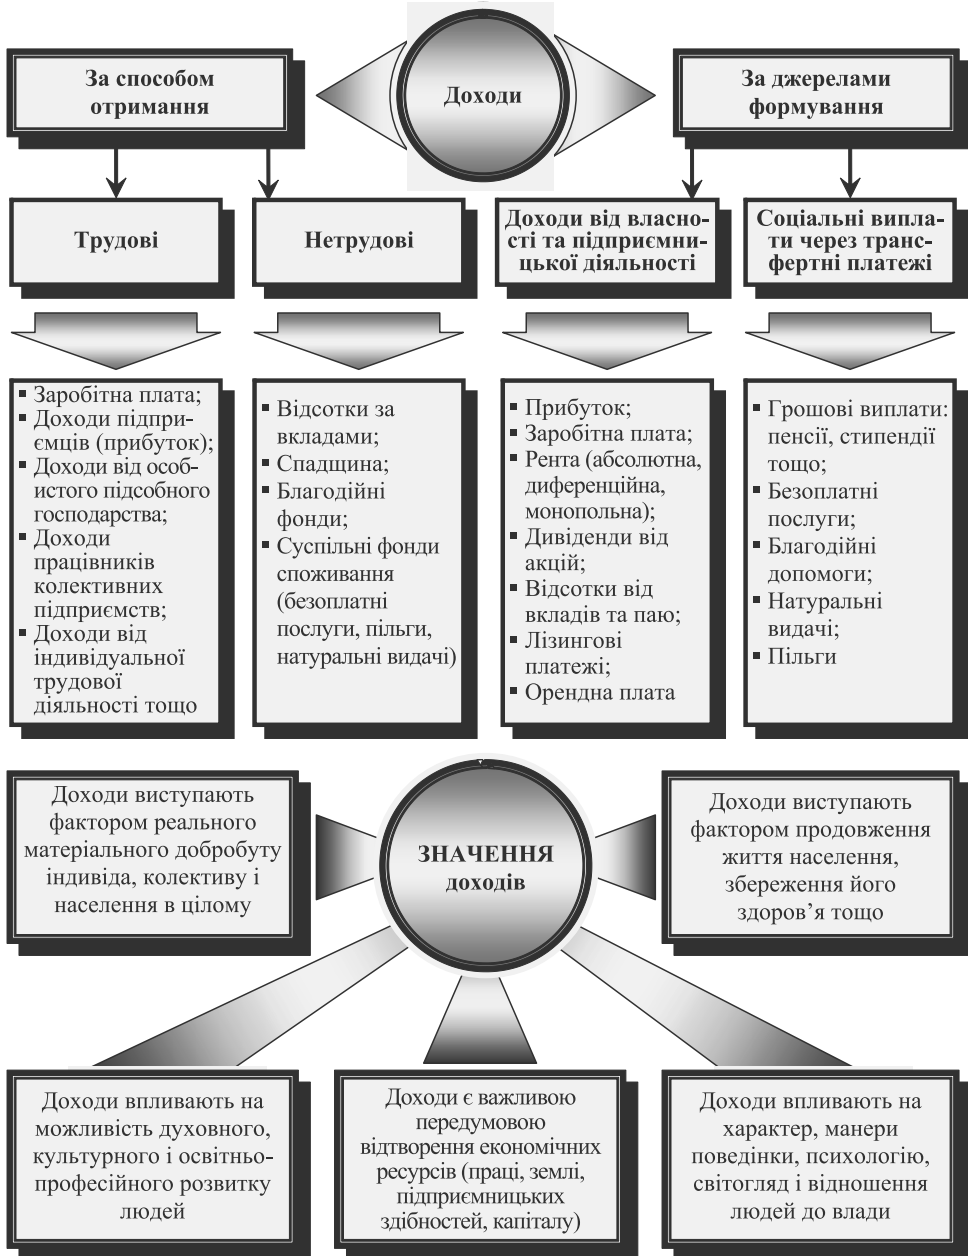 За способом
отримання
Доходи
За джерелами
формування
Трудові
Нетрудові
Доходи від власно-
сті та підприємни-
цької діяльності
Соціальні випла-
ти через транс-
фертні платежі
▪ Заробітна плата;
▪ Доходи підпри-
ємців (прибуток);
▪ Доходи від особ-
истого підсобного
господарства;
▪ Доходи
працівників
колективних
підприємств;
▪ Доходи від
індивідуальної
трудової
діяльності тощо
▪ Відсотки за
вкладами;
▪ Спадщина;
▪ Благодійні
фонди;
▪ Суспільні фонди
споживання
(безоплатні
послуги, пільги,
натуральні видачі)
▪ Прибуток;
▪ Заробітна плата;
▪ Рента (абсолютна,
диференційна,
монопольна);
▪ Дивіденди від
акцій;
▪ Відсотки від
вкладів та паю;
▪ Лізингові
платежі;
▪ Орендна плата
▪ Грошові виплати:
пенсії, стипендії
тощо;
▪ Безоплатні
послуги;
▪ Благодійні
допомоги;
▪ Натуральні
видачі;
▪ Пільги
Доходи виступають
фактором реального
матеріального добробуту
індивіда, колективу і
населення в цілому
ЗНАЧЕННЯ
доходів
Доходи виступають
фактором продовження
життя населення,
збереження його
здоров’я тощо
Доходи впливають на
можливість духовного,
культурного і освітньо-
професійного розвитку
людей
Доходи є важливою
передумовою
відтворення економічних
ресурсів (праці, землі,
підприємницьких
здібностей, капіталу)
Доходи впливають на
характер, манери
поведінки, психологію,
світогляд і відношення
людей до влади